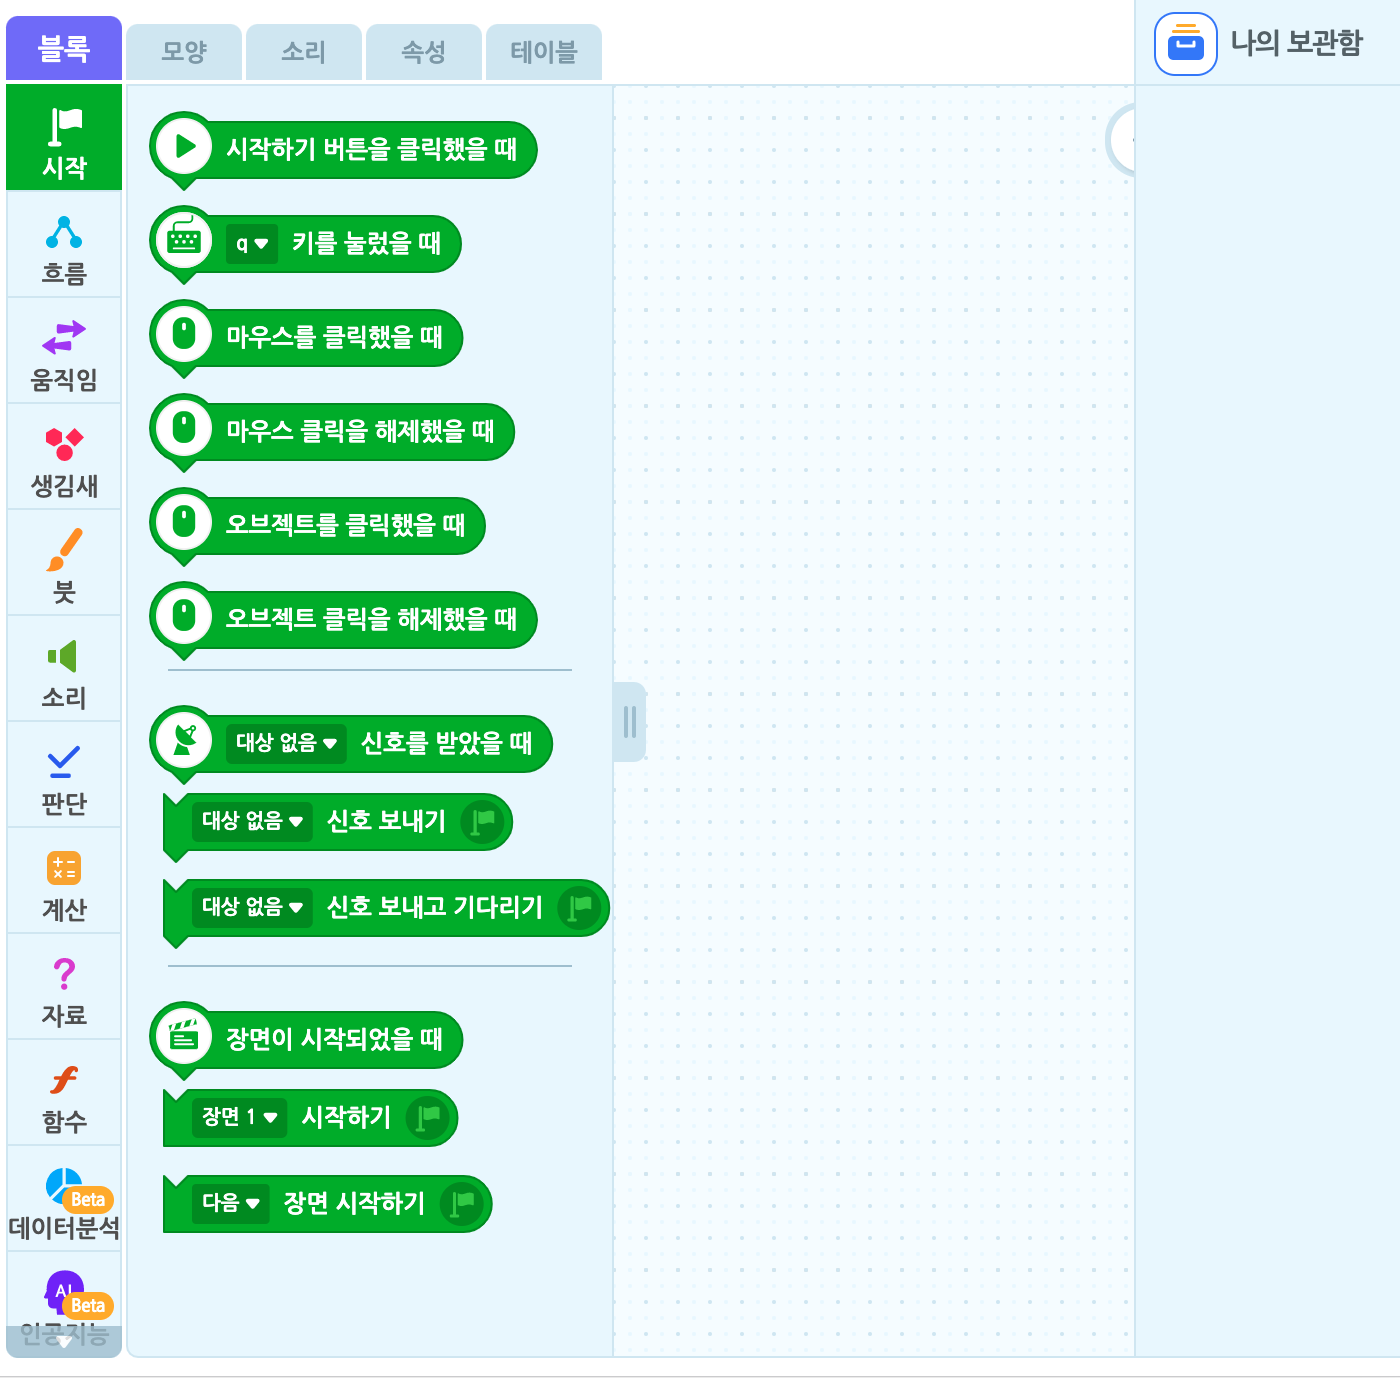 블록
모양
소리
속성
테이블
나의 보관함
시작
흐름
움직임
생김새
붓
소리
판단
계산
자료
함수
Beta
데이터분석
AI
Beta
인공지능
시작하기 버튼을 클릭했을 때
q 키를 눌렀을 때
마우스를 클릭했을 때
마우스 클릭을 해제했을 때
오브젝트를 클릭했을 때
오브젝트 클릭을 해제했을 때
대상 없음 신호를 받았을 때
대상 없음 신호 보내기
대상 없음 신호 보내고 기다리기
장면이 시작되었을 때
장면 1 시작하기
다음 장면 시작하기